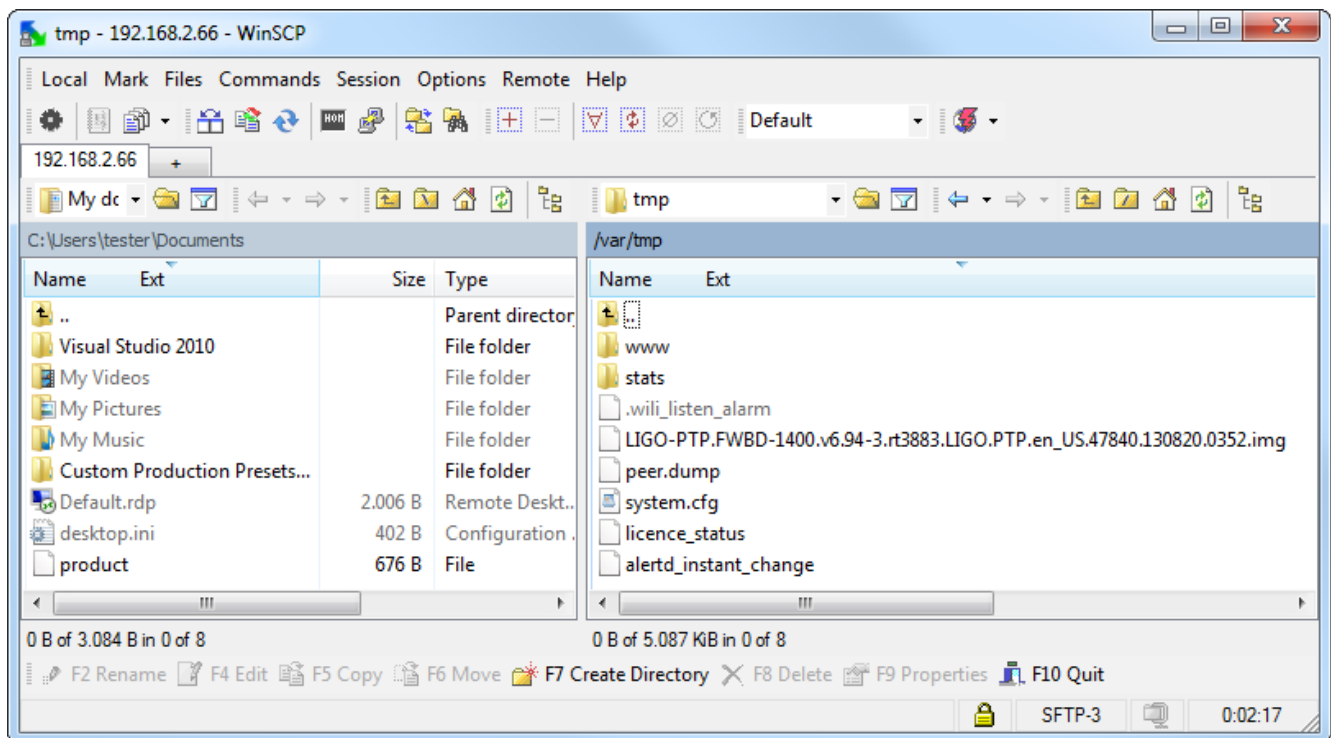 tmp - 192.168.2.66 - WinSCP
Local Mark Files Commands Session Options Remote Help
Default
192.168.2.66 +
My dc tmp
C:\Users\tester\Documents /var/tmp
Name Ext Size Type Name Ext
.. Parent director ..
Visual Studio 2010 File folder www
My Videos File folder stats
My Pictures File folder .wili_listen_alarm
My Music File folder LIGO-PTP.FWBD-1400.v6.94-3.rt3883.LIGO.PTP.en_US.47840.130820.0352.img
Custom Production Presets... File folder peer.dump
Default.rdp 2.006 B Remote Deskt... system.cfg
desktop.ini 402 B Configuration . licence_status
product 676 B File alertd_instant_change
0 B of 3.084 B in 0 of 8 0 B of 5.087 KiB in 0 of 8
F2 Rename F4 Edit F5 Copy F6 Move F7 Create Directory F8 Delete F9 Properties F10 Quit
SFTP-3 0:02:17